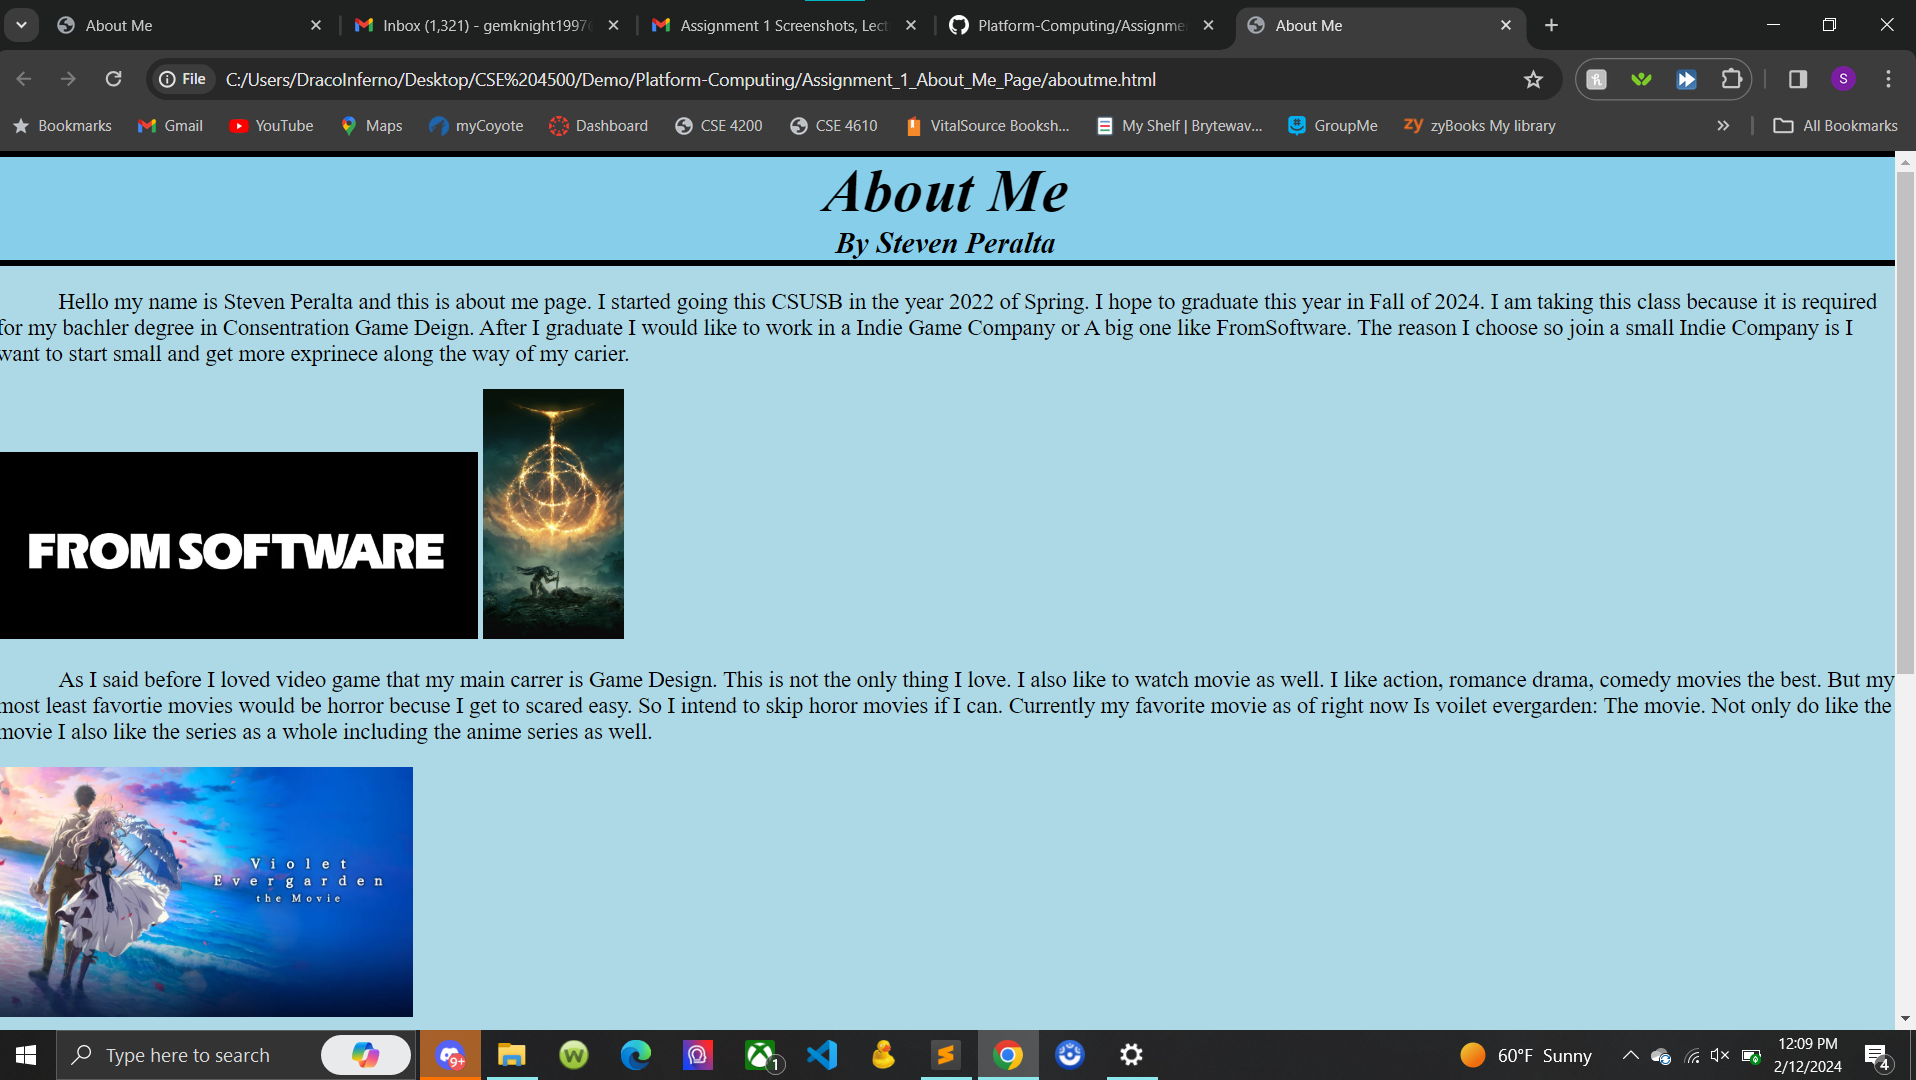 About Me
Inbox (1,321) - gemknight1997
Assignment 1 Screenshots, Lect
Platform-Computing/Assignme
About Me
File
C:/Users/DracoInferno/Desktop/CSE%204500/Demo/Platform-Computing/Assignment_1_About_Me_Page/aboutme.html
S
Bookmarks
Gmail
YouTube
Maps
myCoyote
Dashboard
CSE 4200
CSE 4610
VitalSource Booksh...
My Shelf | Brytewav...
GroupMe
zyBooks My library
All Bookmarks
About Me
By Steven Peralta
Hello my name is Steven Peralta and this is about me page. I started going this CSUSB in the year 2022 of Spring. I hope to graduate this year in Fall of 2024. I am taking this class because it is required
for my bachler degree in Consentration Game Deign. After I graduate I would like to work in a Indie Game Company or A big one like FromSoftware. The reason I choose so join a small Indie Company is I
want to start small and get more exprinece along the way of my carier.
FROMSOFTWARE
As I said before I loved video game that my main carrer is Game Design. This is not the only thing I love. I also like to watch movie as well. I like action, romance drama, comedy movies the best. But my
most least favortie movies would be horror becuse I get to scared easy. So I intend to skip horor movies if I can. Currently my favorite movie as of right now Is voilet evergarden: The movie. Not only do like the
movie I also like the series as a whole including the anime series as well.
Violet
Evergarden
the Movie
Type here to search
9+
1
60°F Sunny
12:09 PM
2/12/2024
4